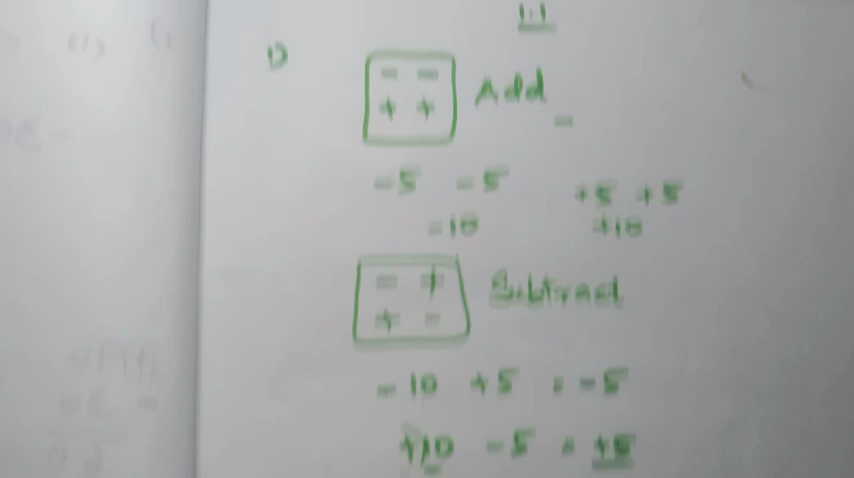 1.1
1)
- -
+ +
Add -
-5 -5 +5 +5
-10 +10
- +
+ -
Subtract
- 10 + 5 = - 5
+10 - 5 = +5